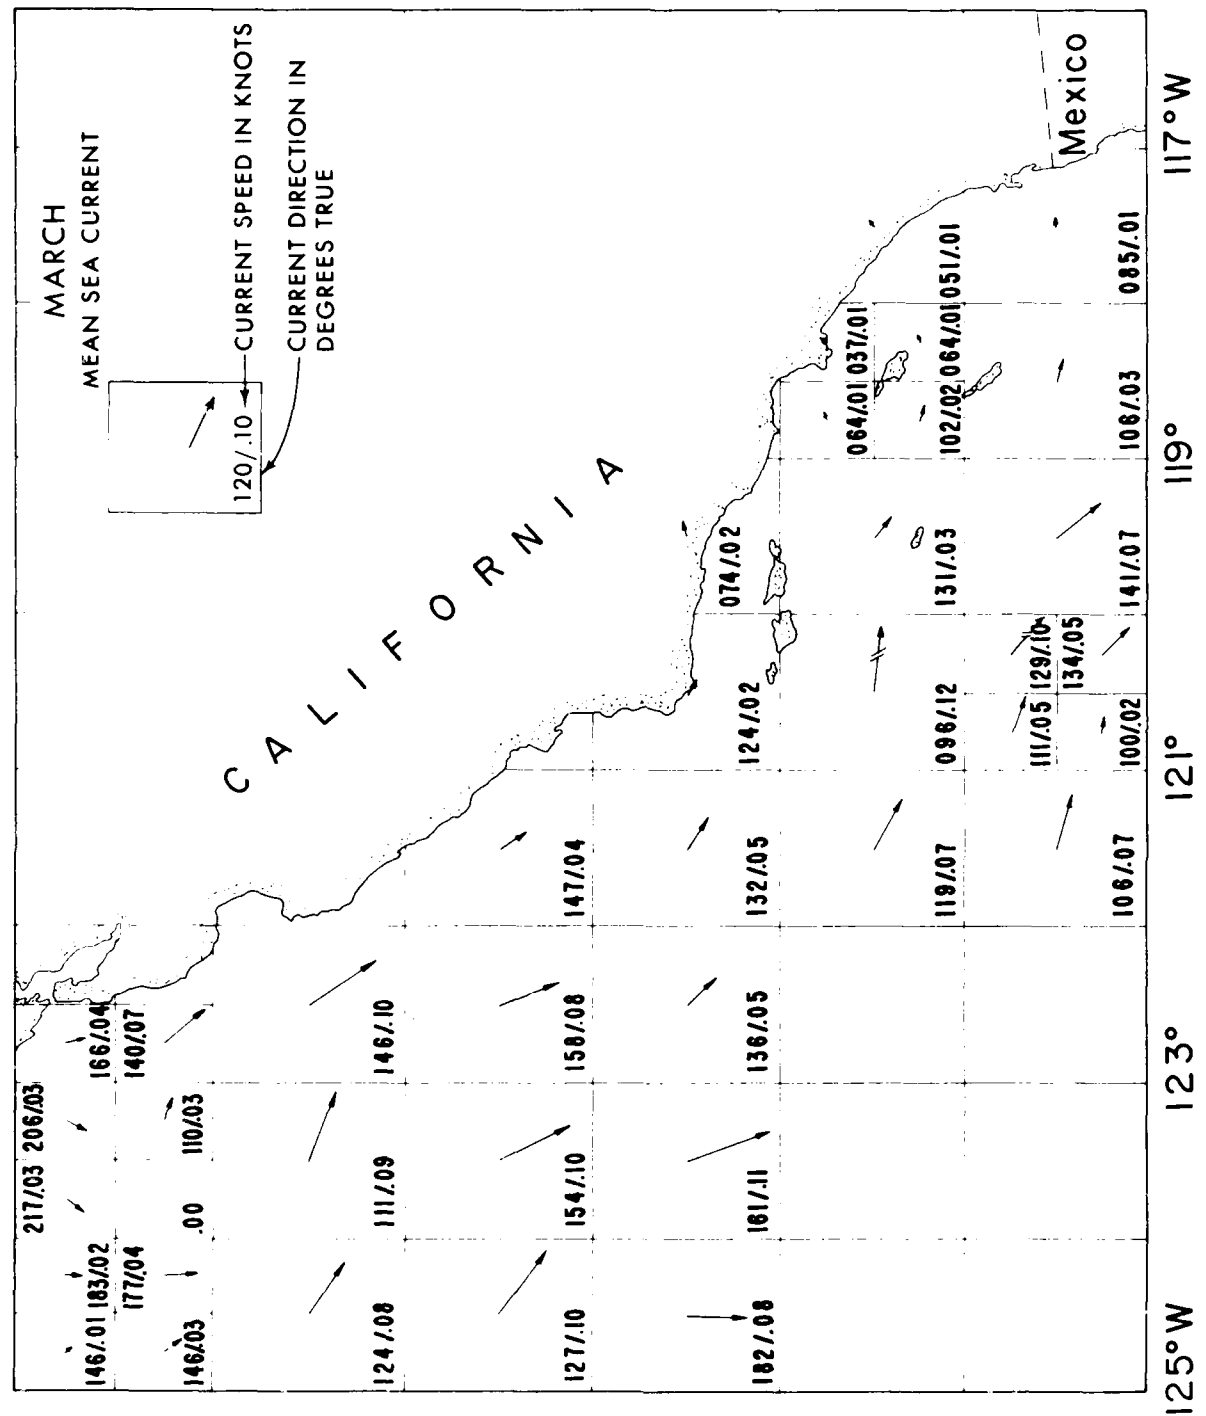 MARCH
MEAN SEA CURRENT
120/.10
CURRENT SPEED IN KNOTS
CURRENT DIRECTION IN
DEGREES TRUE
CALIFORNIA
Mexico
217/.03 206/.03
146/.01 183/.02 166/.04
177/.04 140/.07
146/.03 .00 110/.03
124/.08 111/.09 146/.10
127/.10 154/.10 158/.08 147/.04
182/.08 161/.11 136/.05 132/.05 124/.02 074/.02
064/.01 037/.01
119/.07 096/.12 131/.03 102/.02 064/.01 051/.01
111/.05 129/.10
134/.05
106/.07 100/.02 141/.07 106/.03 085/.01
125°W 123° 121° 119° 117°W